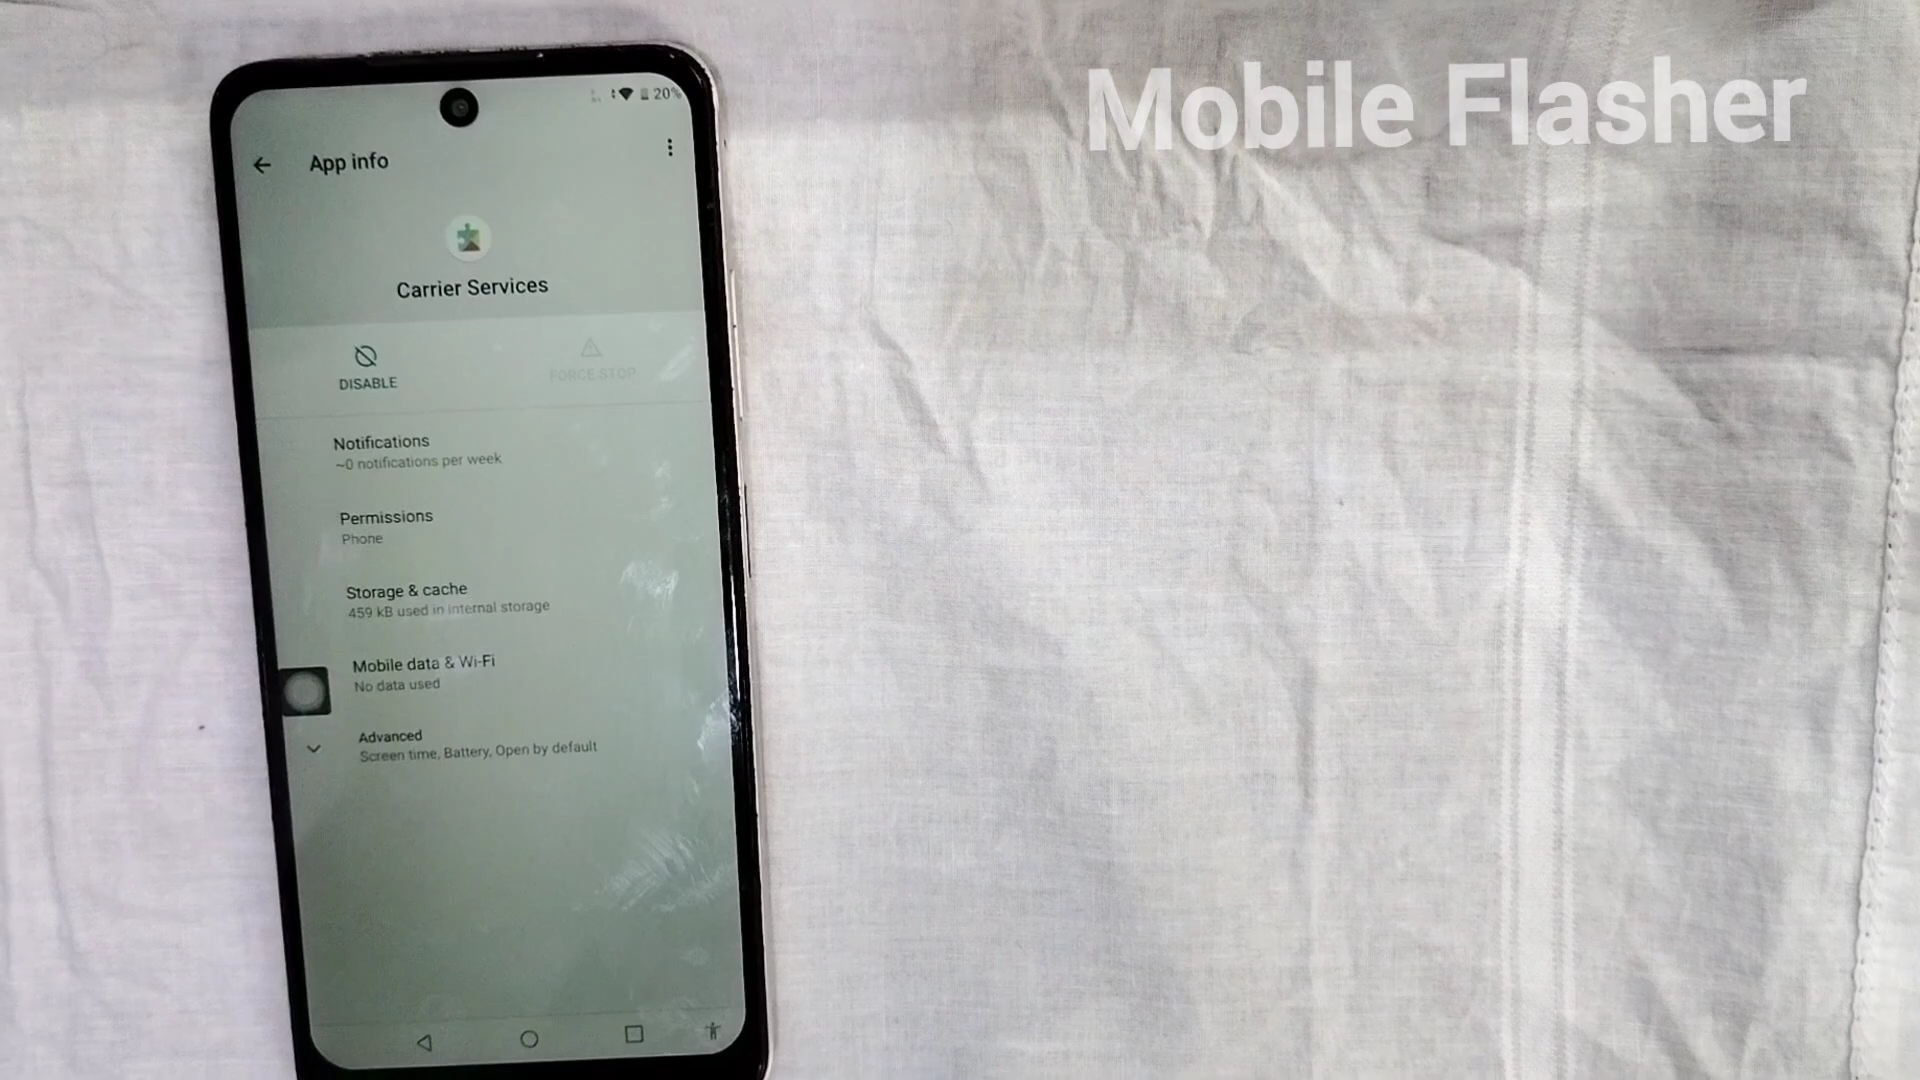 Mobile Flasher
20%
App info
Carrier Services
DISABLE
FORCE STOP
Notifications
~0 notifications per week
Permissions
Phone
Storage & cache
459 kB used in internal storage
Mobile data & Wi-Fi
No data used
Advanced
Screen time, Battery, Open by default